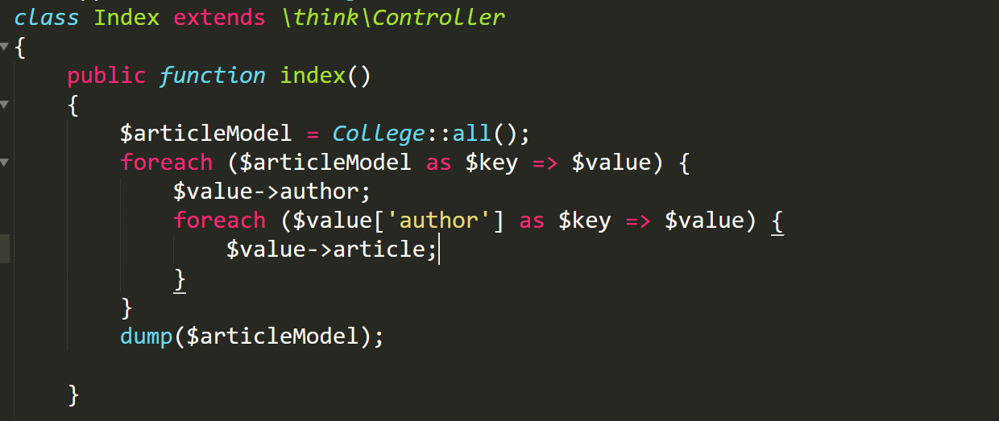 class Index extends \think\Controller
{
    public function index()
    {
        $articleModel = College::all();
        foreach ($articleModel as $key => $value) {
            $value->author;
            foreach ($value['author'] as $key => $value) {
                $value->article;
            }
        }
        dump($articleModel);
    }